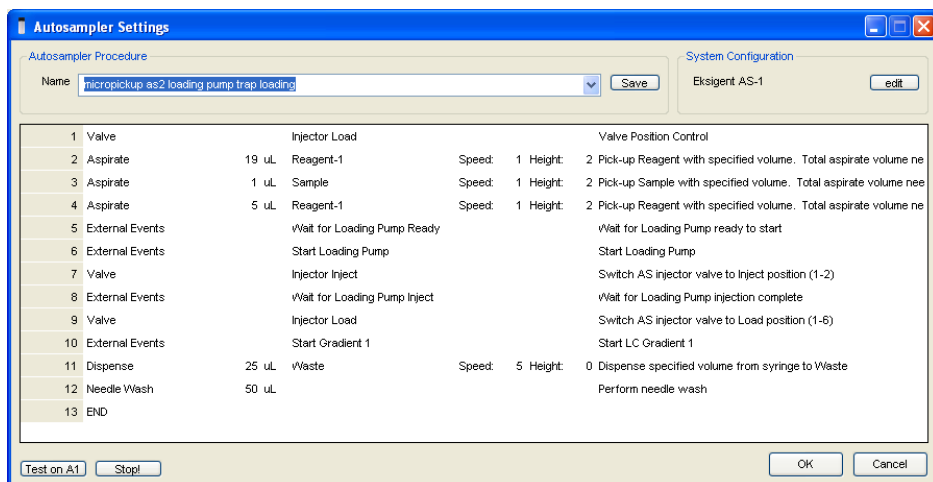 Autosampler Settings
Autosampler Procedure
System Configuration
Name micropickup as2 loading pump trap loading Save
Eksigent AS-1 edit
1 Valve Injector Load Valve Position Control
2 Aspirate 19 uL Reagent-1 Speed: 1 Height: 2 Pick-up Reagent with specified volume. Total aspirate volume ne
3 Aspirate 1 uL Sample Speed: 1 Height: 2 Pick-up Sample with specified volume. Total aspirate volume nee
4 Aspirate 5 uL Reagent-1 Speed: 1 Height: 2 Pick-up Reagent with specified volume. Total aspirate volume ne
5 External Events Wait for Loading Pump Ready Wait for Loading Pump ready to start
6 External Events Start Loading Pump Start Loading Pump
7 Valve Injector Inject Switch AS injector valve to Inject position (1-2)
8 External Events Wait for Loading Pump Inject Wait for Loading Pump injection complete
9 Valve Injector Load Switch AS injector valve to Load position (1-6)
10 External Events Start Gradient 1 Start LC Gradient 1
11 Dispense 25 uL Waste Speed: 5 Height: 0 Dispense specified volume from syringe to Waste
12 Needle Wash 50 uL Perform needle wash
13 END
Test on A1 Stop! OK Cancel